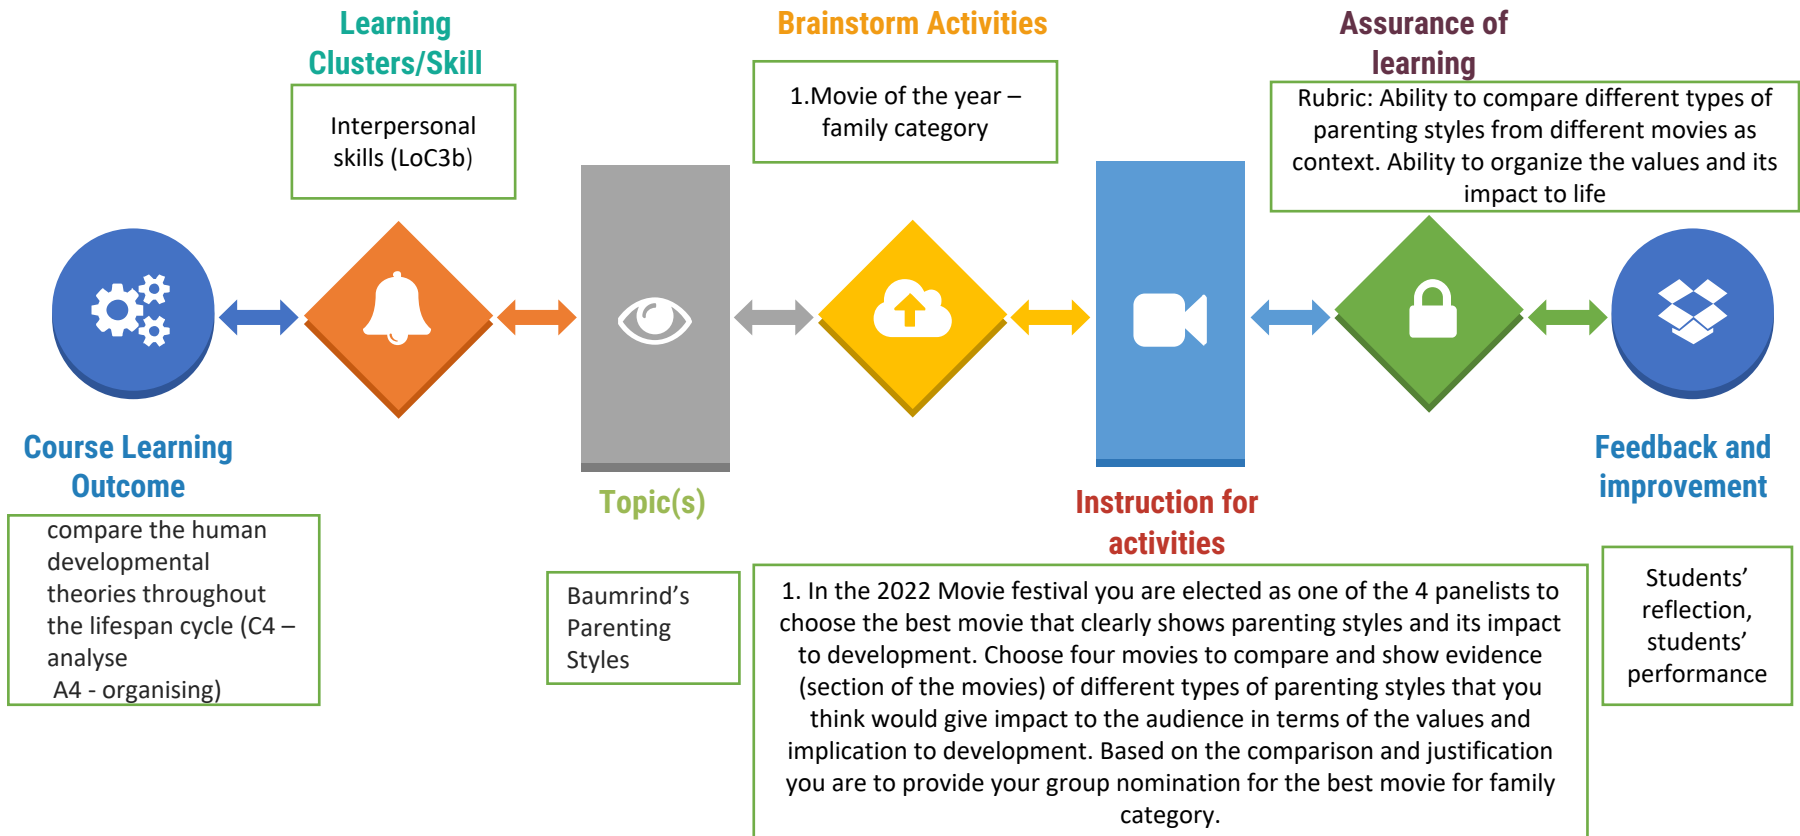 Learning
Clusters/Skill
Interpersonal
skills (LoC3b)
Brainstorm Activities
1.Movie of the year –
family category
Assurance of
learning
Rubric: Ability to compare different types of
parenting styles from different movies as
context. Ability to organize the values and its
impact to life
Course Learning
Outcome
compare the human
developmental
theories throughout
the lifespan cycle (C4 –
analyse
A4 - organising)
Topic(s)
Baumrind’s
Parenting
Styles
Instruction for
activities
1. In the 2022 Movie festival you are elected as one of the 4 panelists to
choose the best movie that clearly shows parenting styles and its impact
to development. Choose four movies to compare and show evidence
(section of the movies) of different types of parenting styles that you
think would give impact to the audience in terms of the values and
implication to development. Based on the comparison and justification
you are to provide your group nomination for the best movie for family
category.
Feedback and
improvement
Students’
reflection,
students’
performance